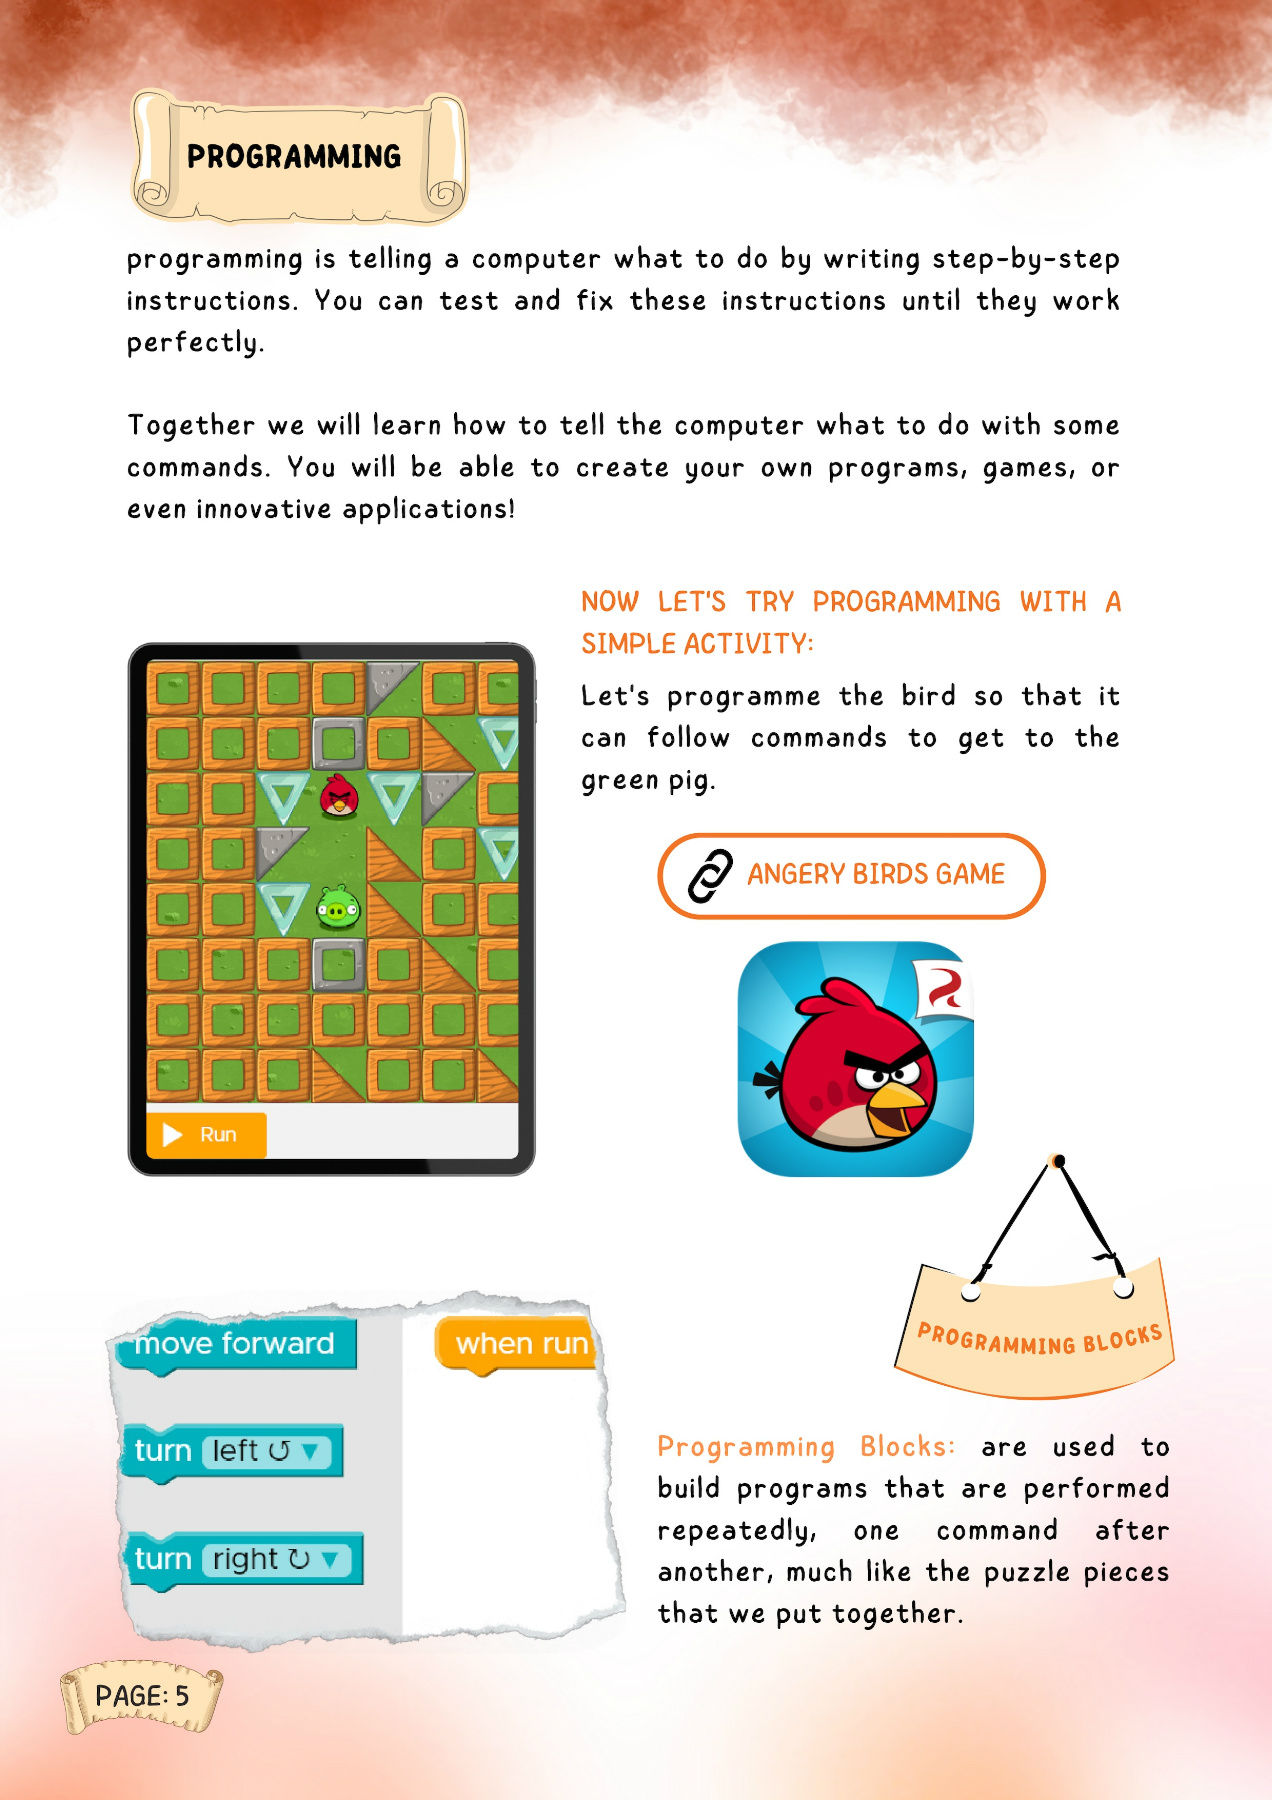 PROGRAMMING
programming is telling a computer what to do by writing step-by-step
instructions. You can test and fix these instructions until they work
perfectly.
Together we will learn how to tell the computer what to do with some
commands. You will be able to create your own programs, games, or
even innovative applications!
NOW LET'S TRY PROGRAMMING WITH A
SIMPLE ACTIVITY:
Let's programme the bird so that it
can follow commands to get to the
green pig.
ANGERY BIRDS GAME
Run
PROGRAMMING BLOCKS
move forward
when run
turn left ↺ ▼
turn right ↻ ▼
Programming Blocks: are used to
build programs that are performed
repeatedly, one command after
another, much like the puzzle pieces
that we put together.
PAGE: 5